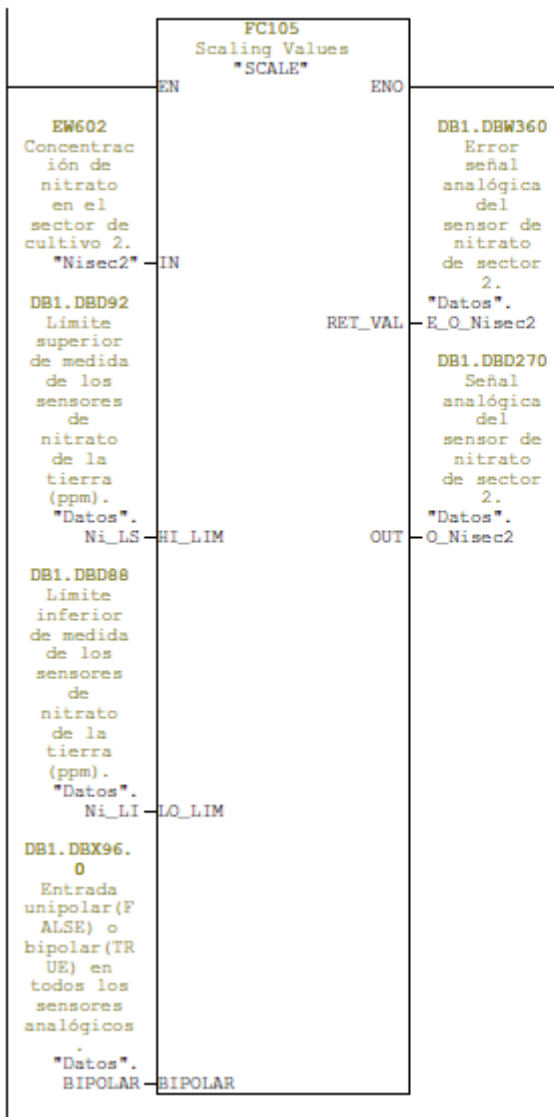 FC105
Scaling Values
"SCALE"
EN
ENO
EW602
Concentrac
ión de
nitrato
en el
sector de
cultivo 2.
"Nisec2"
IN
DB1.DBD92
Límite
superior
de medida
de los
sensores
de
nitrato
de la
tierra
(ppm).
"Datos".
Ni_LS
HI_LIM
DB1.DBD88
Límite
inferior
de medida
de los
sensores
de
nitrato
de la
tierra
(ppm).
"Datos".
Ni_LI
LO_LIM
DB1.DBX96.
0
Entrada
unipolar(F
ALSE) o
bipolar(TR
UE) en
todos los
sensores
analógicos
.
"Datos".
BIPOLAR
BIPOLAR
DB1.DBW360
Error
señal
analógica
del
sensor de
nitrato
de sector
2.
"Datos".
RET_VAL
E_O_Nisec2
DB1.DBD270
Señal
analógica
del
sensor de
nitrato
de sector
2.
"Datos".
OUT
O_Nisec2